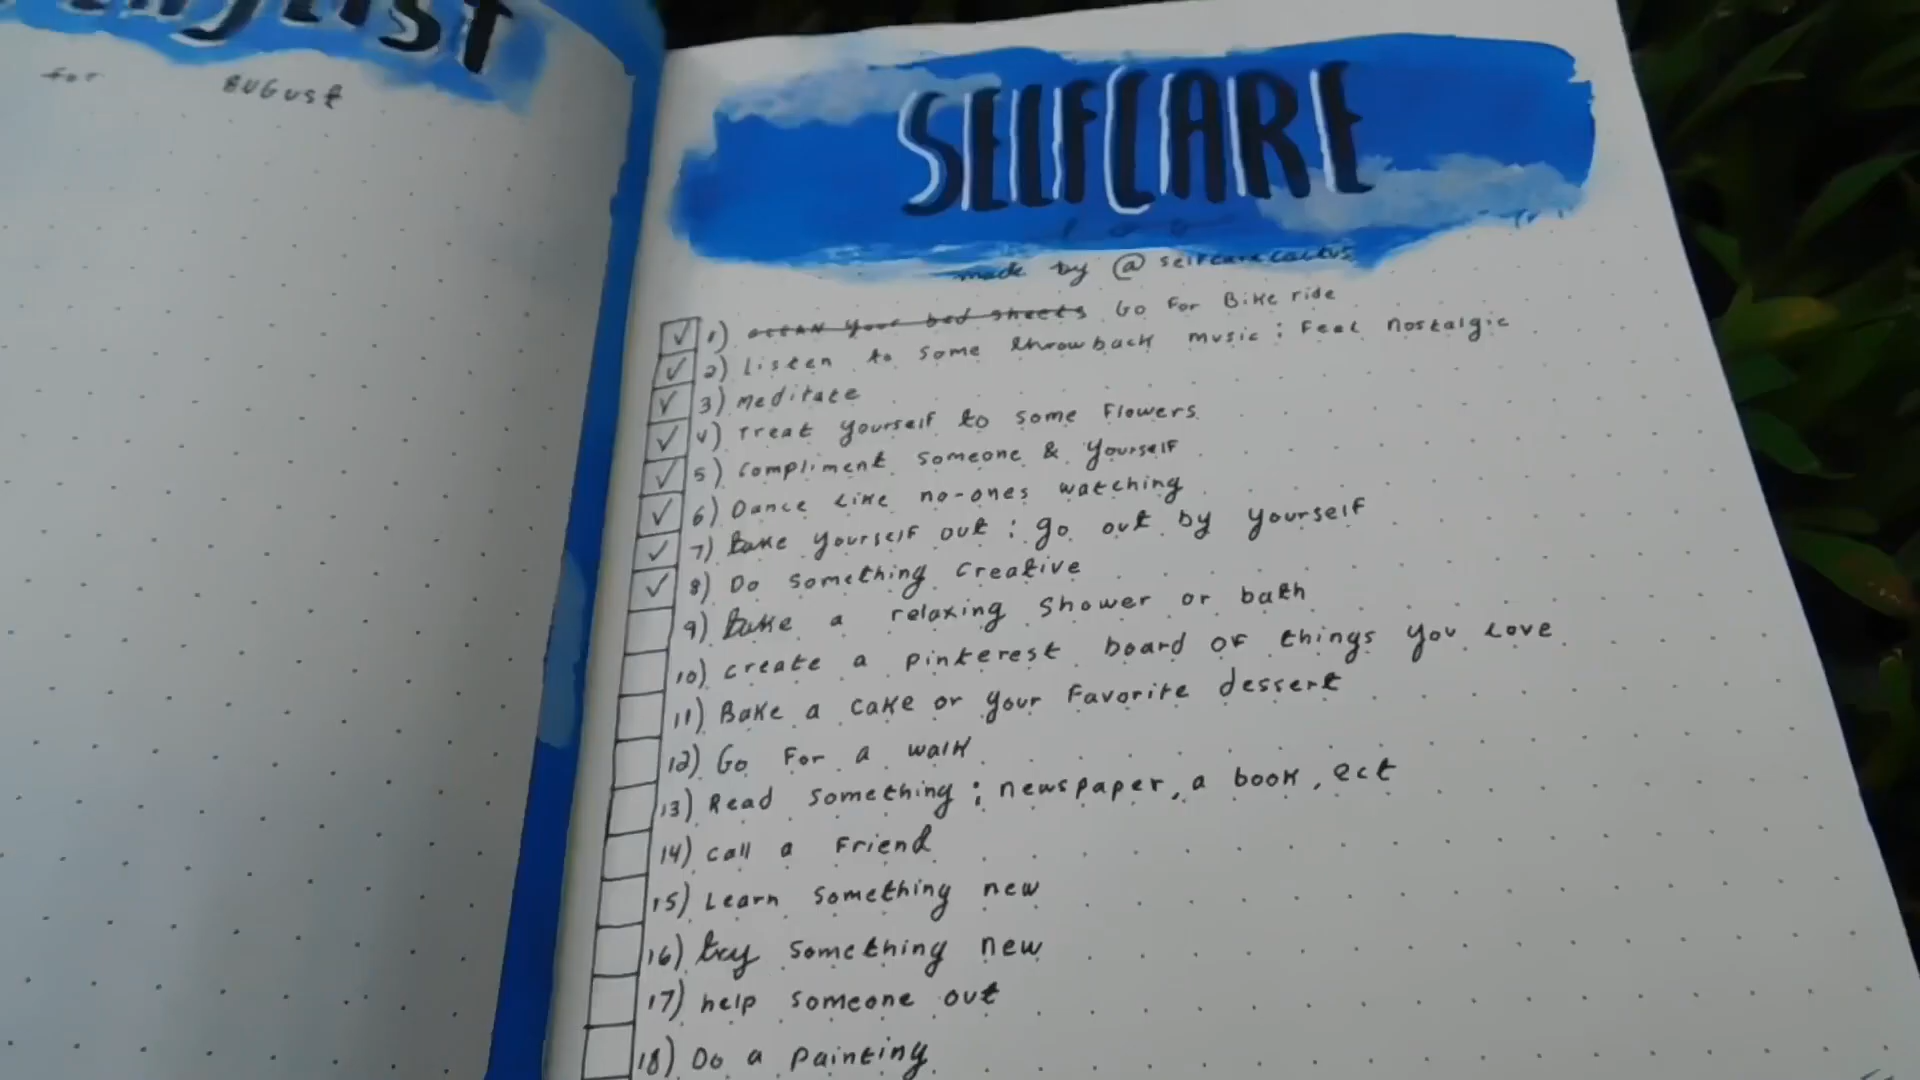 for AUGUST
SELFCARE
made by @selfcarecactus
1) CLEAN your bed sheets Go For Bike ride
2) Listen to some throwback music : Feel nostalgic
3) Meditate
4) Treat yourself to some Flowers
5) Compliment someone & yourself
6) Dance Like no-ones watching
7) take yourself out : go out by yourself
8) Do something creative
9) take a relaxing shower or bath
10) create a pinterest board of things you Love
11) Bake a cake or your Favorite dessert
12) Go For a walk
13) Read something ; newspaper, a book, ect
14) call a Friend
15) Learn something new
16) try something new
17) help someone out
18) Do a painting